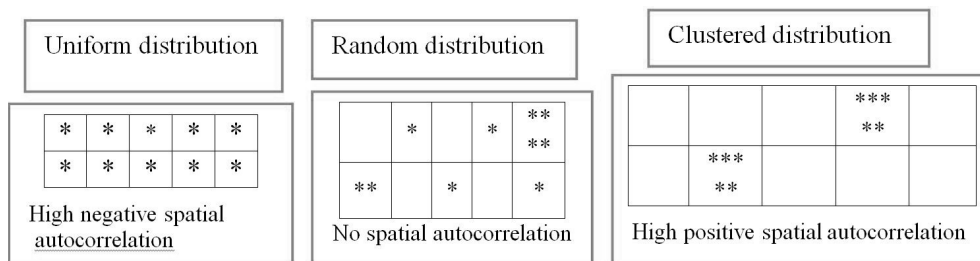 Uniform distribution
Random distribution
Clustered distribution
* * * * *
* * * * *
High negative spatial
autocorrelation
* * **
**
** * *
No spatial autocorrelation
***
**
***
**
High positive spatial autocorrelation